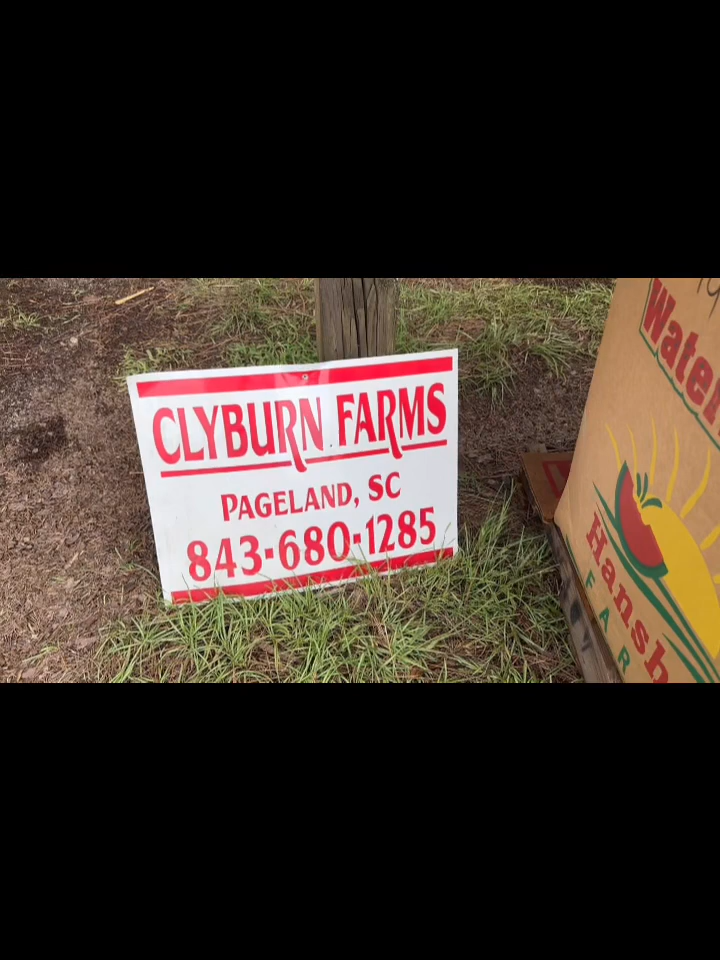 CLYBURN FARMS
PAGELAND, SC
843-680-1285
Water
Hansh
FAR